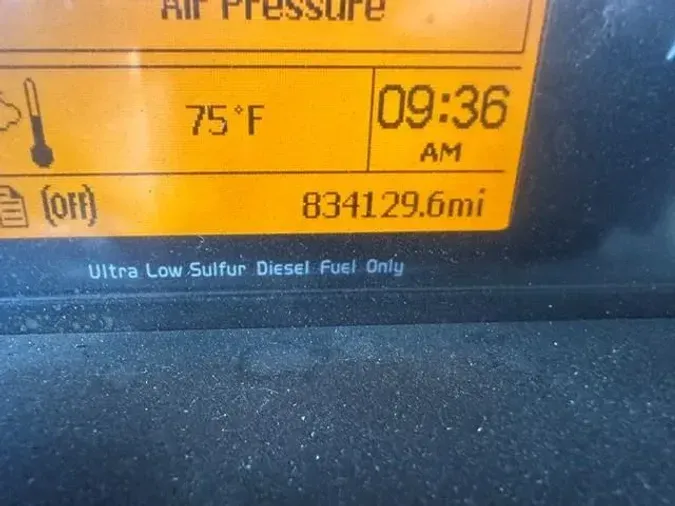 Air Pressure
75°F
09:36
AM
(Off)
834129.6mi
Ultra Low Sulfur Diesel Fuel Only